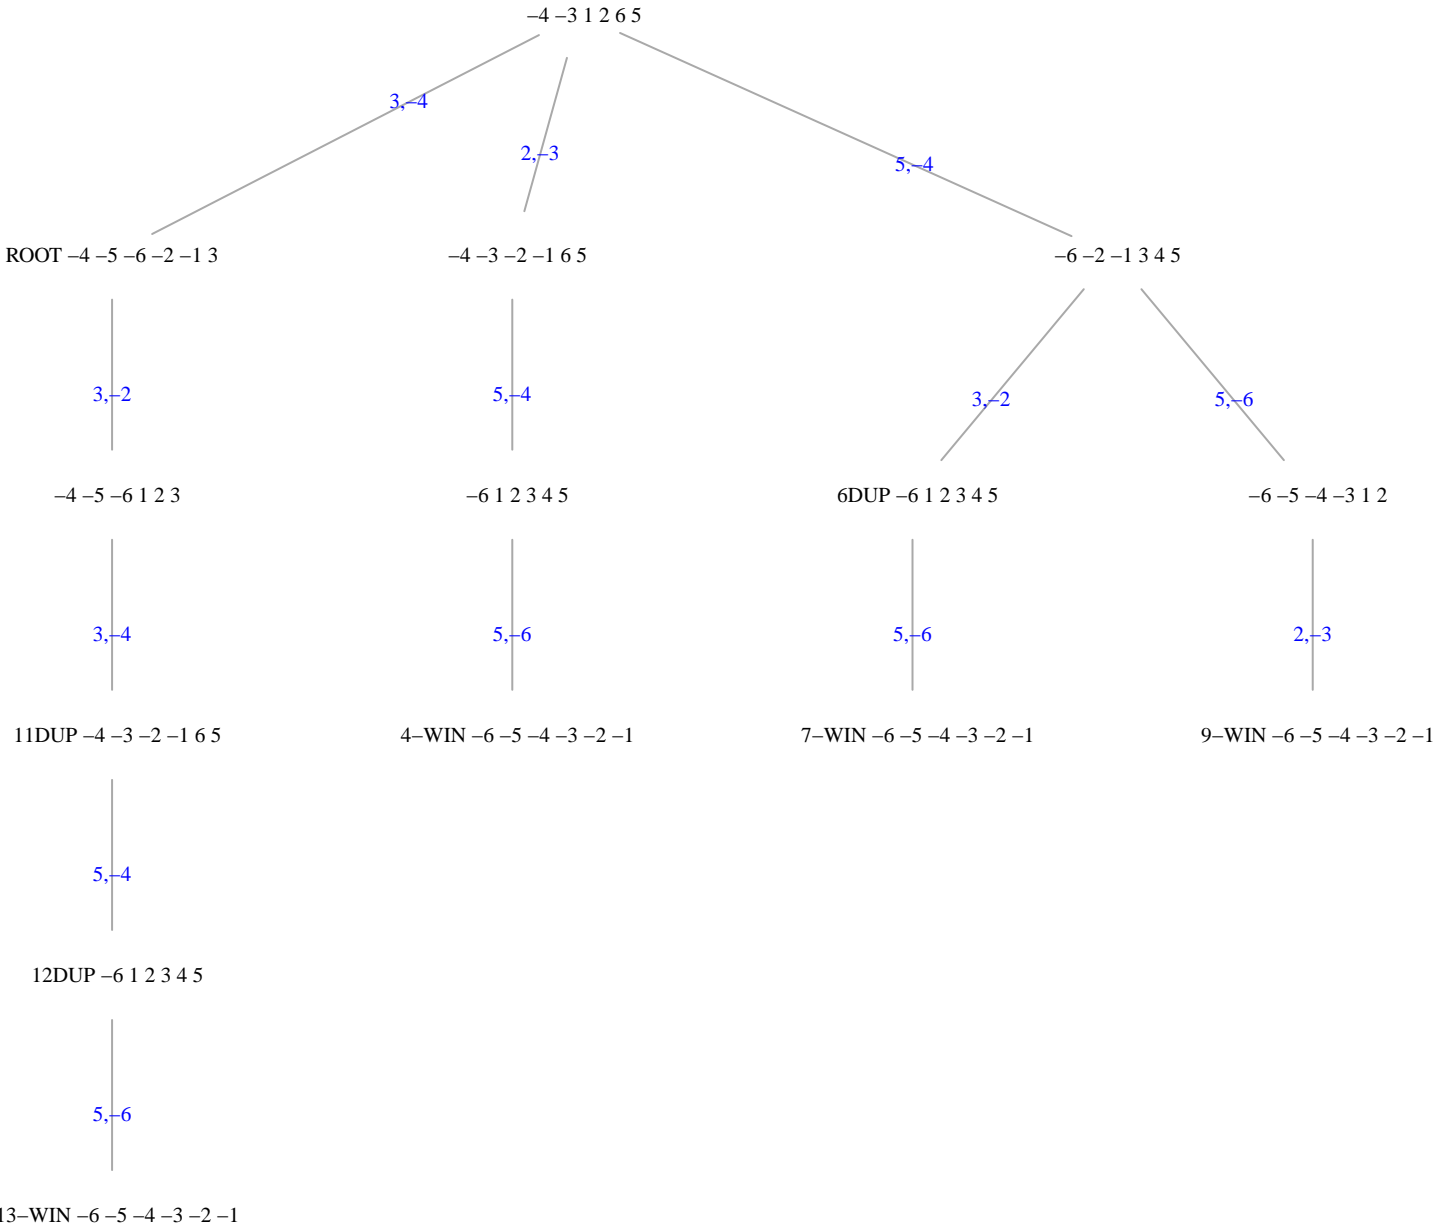 −4 −3 1 2 6 5
3,−4
2,−3
5,−4
ROOT −4 −5 −6 −2 −1 3
−4 −3 −2 −1 6 5
−6 −2 −1 3 4 5
3,−2
5,−4
3,−2
5,−6
−4 −5 −6 1 2 3
−6 1 2 3 4 5
6DUP −6 1 2 3 4 5
−6 −5 −4 −3 1 2
3,−4
5,−6
5,−6
2,−3
11DUP −4 −3 −2 −1 6 5
4−WIN −6 −5 −4 −3 −2 −1
7−WIN −6 −5 −4 −3 −2 −1
9−WIN −6 −5 −4 −3 −2 −1
5,−4
12DUP −6 1 2 3 4 5
5,−6
13−WIN −6 −5 −4 −3 −2 −1